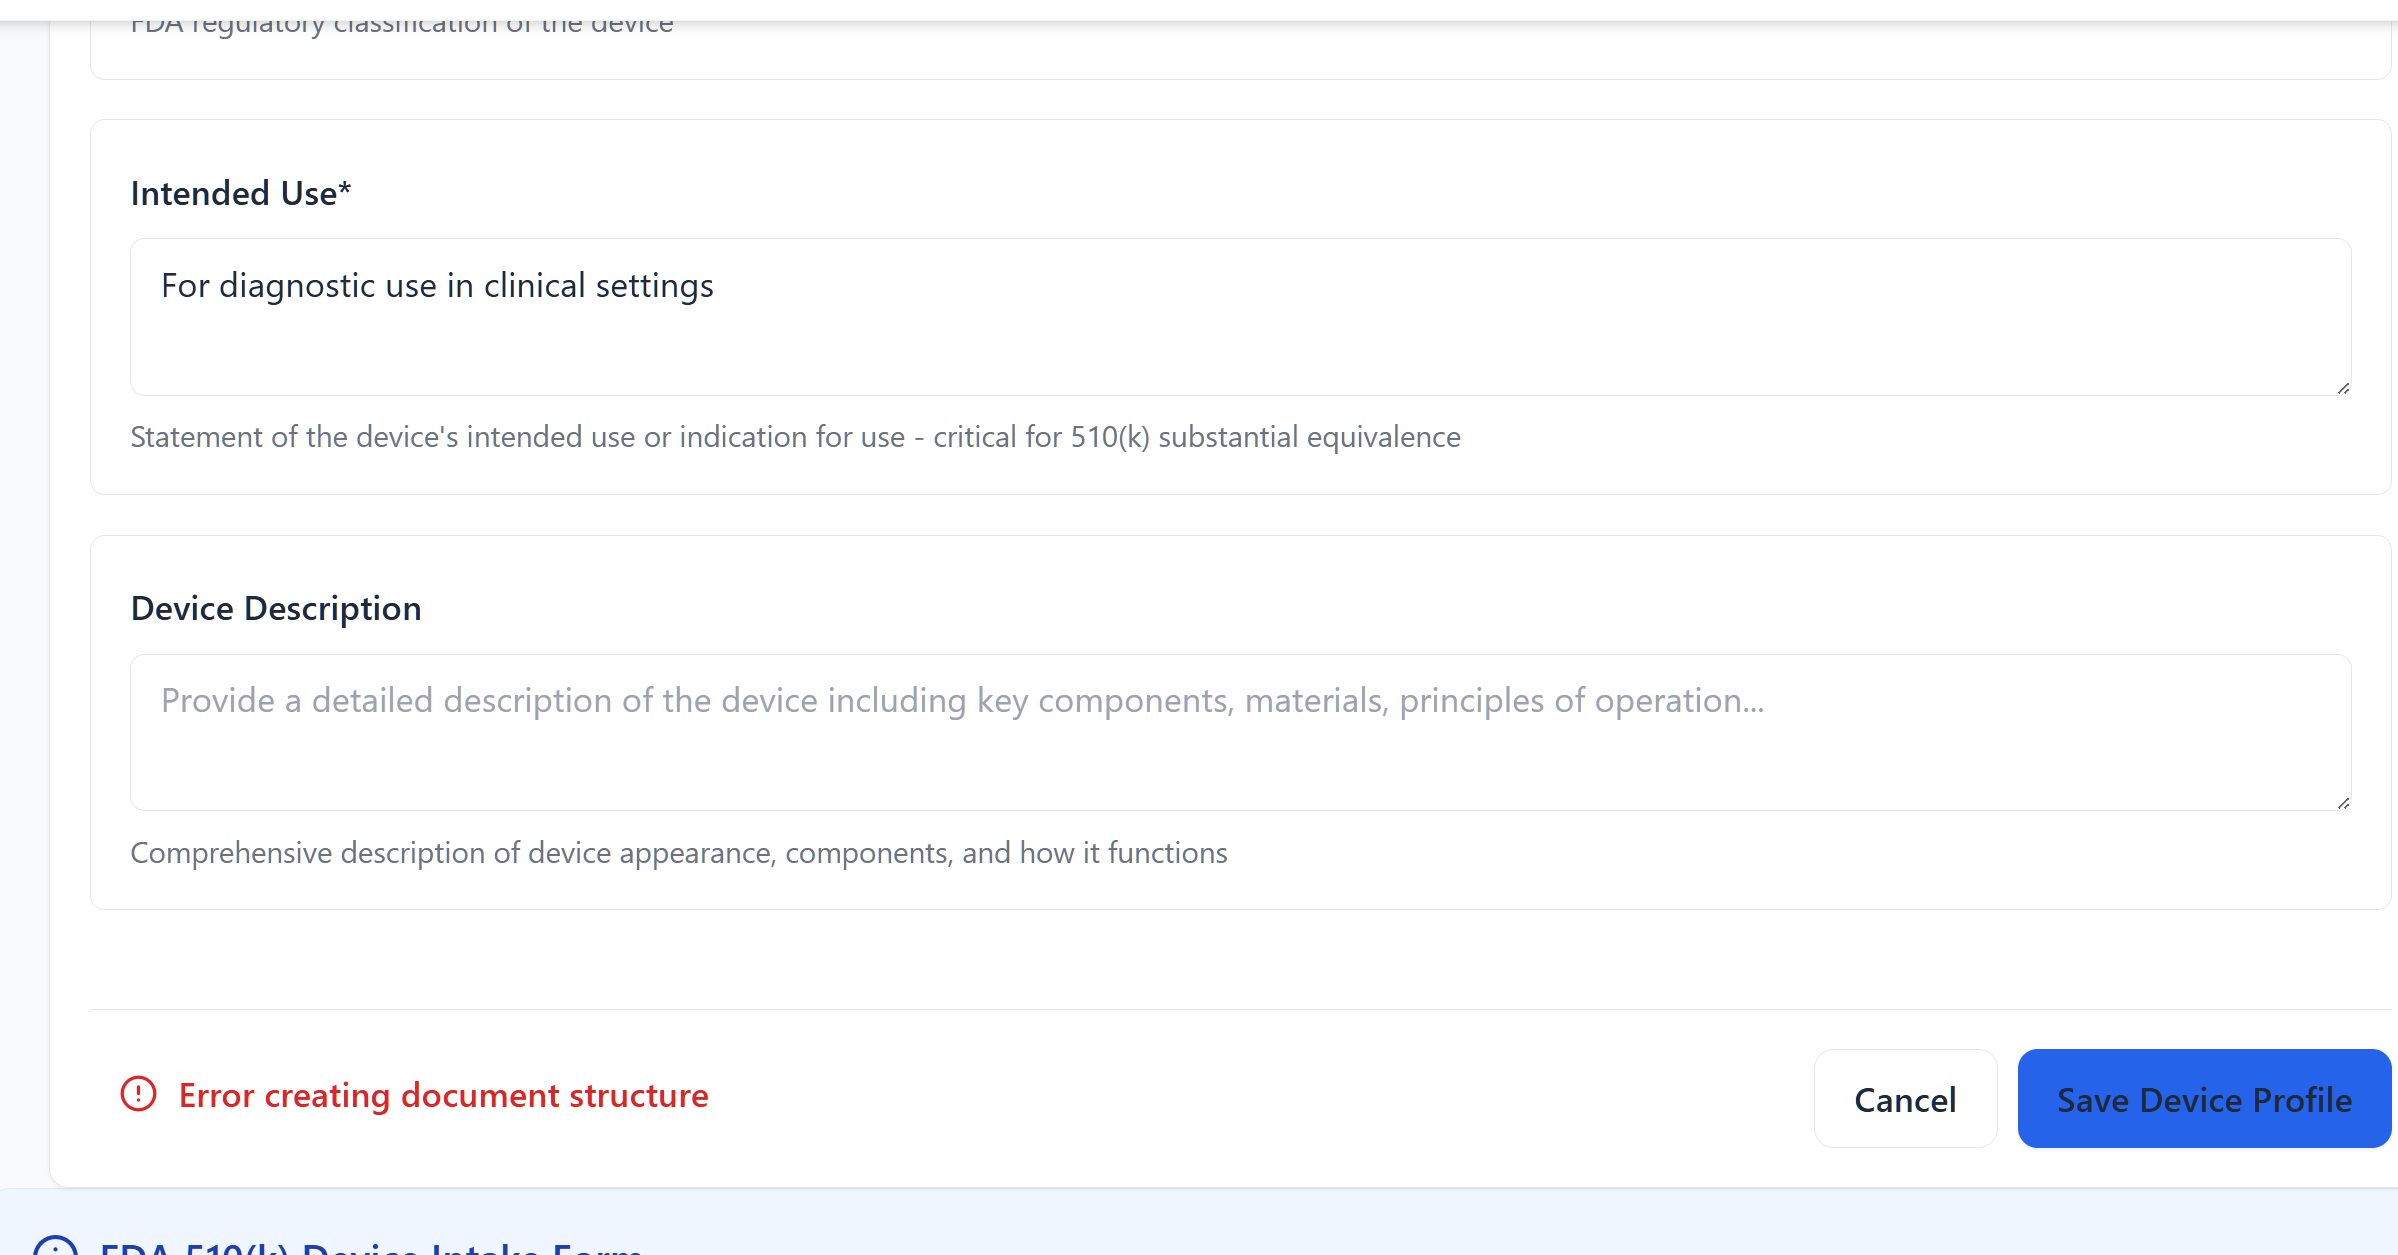 FDA regulatory classification of the device
Intended Use*
For diagnostic use in clinical settings
Statement of the device's intended use or indication for use - critical for 510(k) substantial equivalence
Device Description
Provide a detailed description of the device including key components, materials, principles of operation...
Comprehensive description of device appearance, components, and how it functions
Error creating document structure
Cancel
Save Device Profile
FDA 510(k) Device Intake Form